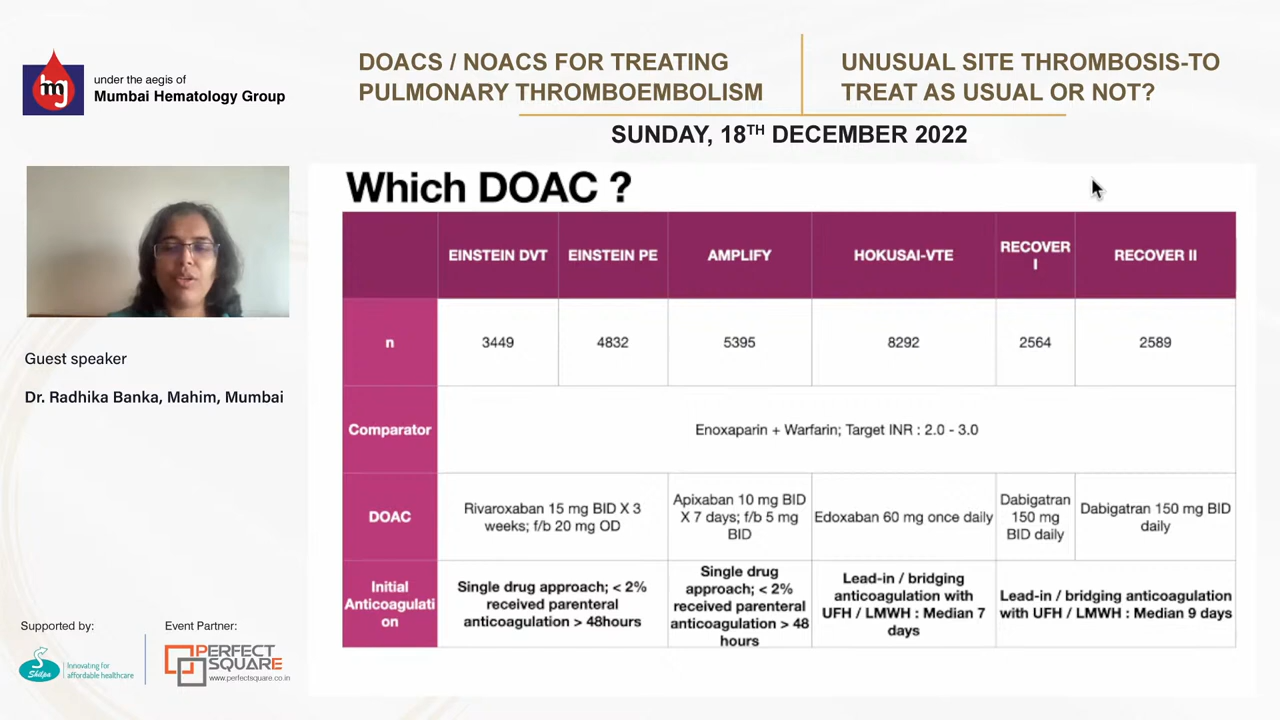 mg
under the aegis of
Mumbai Hematology Group
DOACS / NOACS FOR TREATING
PULMONARY THROMBOEMBOLISM
UNUSUAL SITE THROMBOSIS-TO
TREAT AS USUAL OR NOT?
SUNDAY, 18TH DECEMBER 2022
Guest speaker
Dr. Radhika Banka, Mahim, Mumbai
Supported by:
Shilpa
Innovating for
affordable healthcare
Event Partner:
PERFECT
SQUARE
www.perfectsquare.co.in
Which DOAC ?
EINSTEIN DVT
EINSTEIN PE
AMPLIFY
HOKUSAI-VTE
RECOVER
I
RECOVER II
n
3449
4832
5395
8292
2564
2589
Comparator
Enoxaparin + Warfarin; Target INR : 2.0 - 3.0
DOAC
Rivaroxaban 15 mg BID X 3
weeks; f/b 20 mg OD
Apixaban 10 mg BID
X 7 days; f/b 5 mg
BID
Edoxaban 60 mg once daily
Dabigatran
150 mg
BID daily
Dabigatran 150 mg BID
daily
Initial
Anticoagulati
on
Single drug approach; < 2%
received parenteral
anticoagulation > 48hours
Single drug
approach; < 2%
received parenteral
anticoagulation > 48
hours
Lead-in / bridging
anticoagulation with
UFH / LMWH : Median 7
days
Lead-in / bridging anticoagulation
with UFH / LMWH : Median 9 days